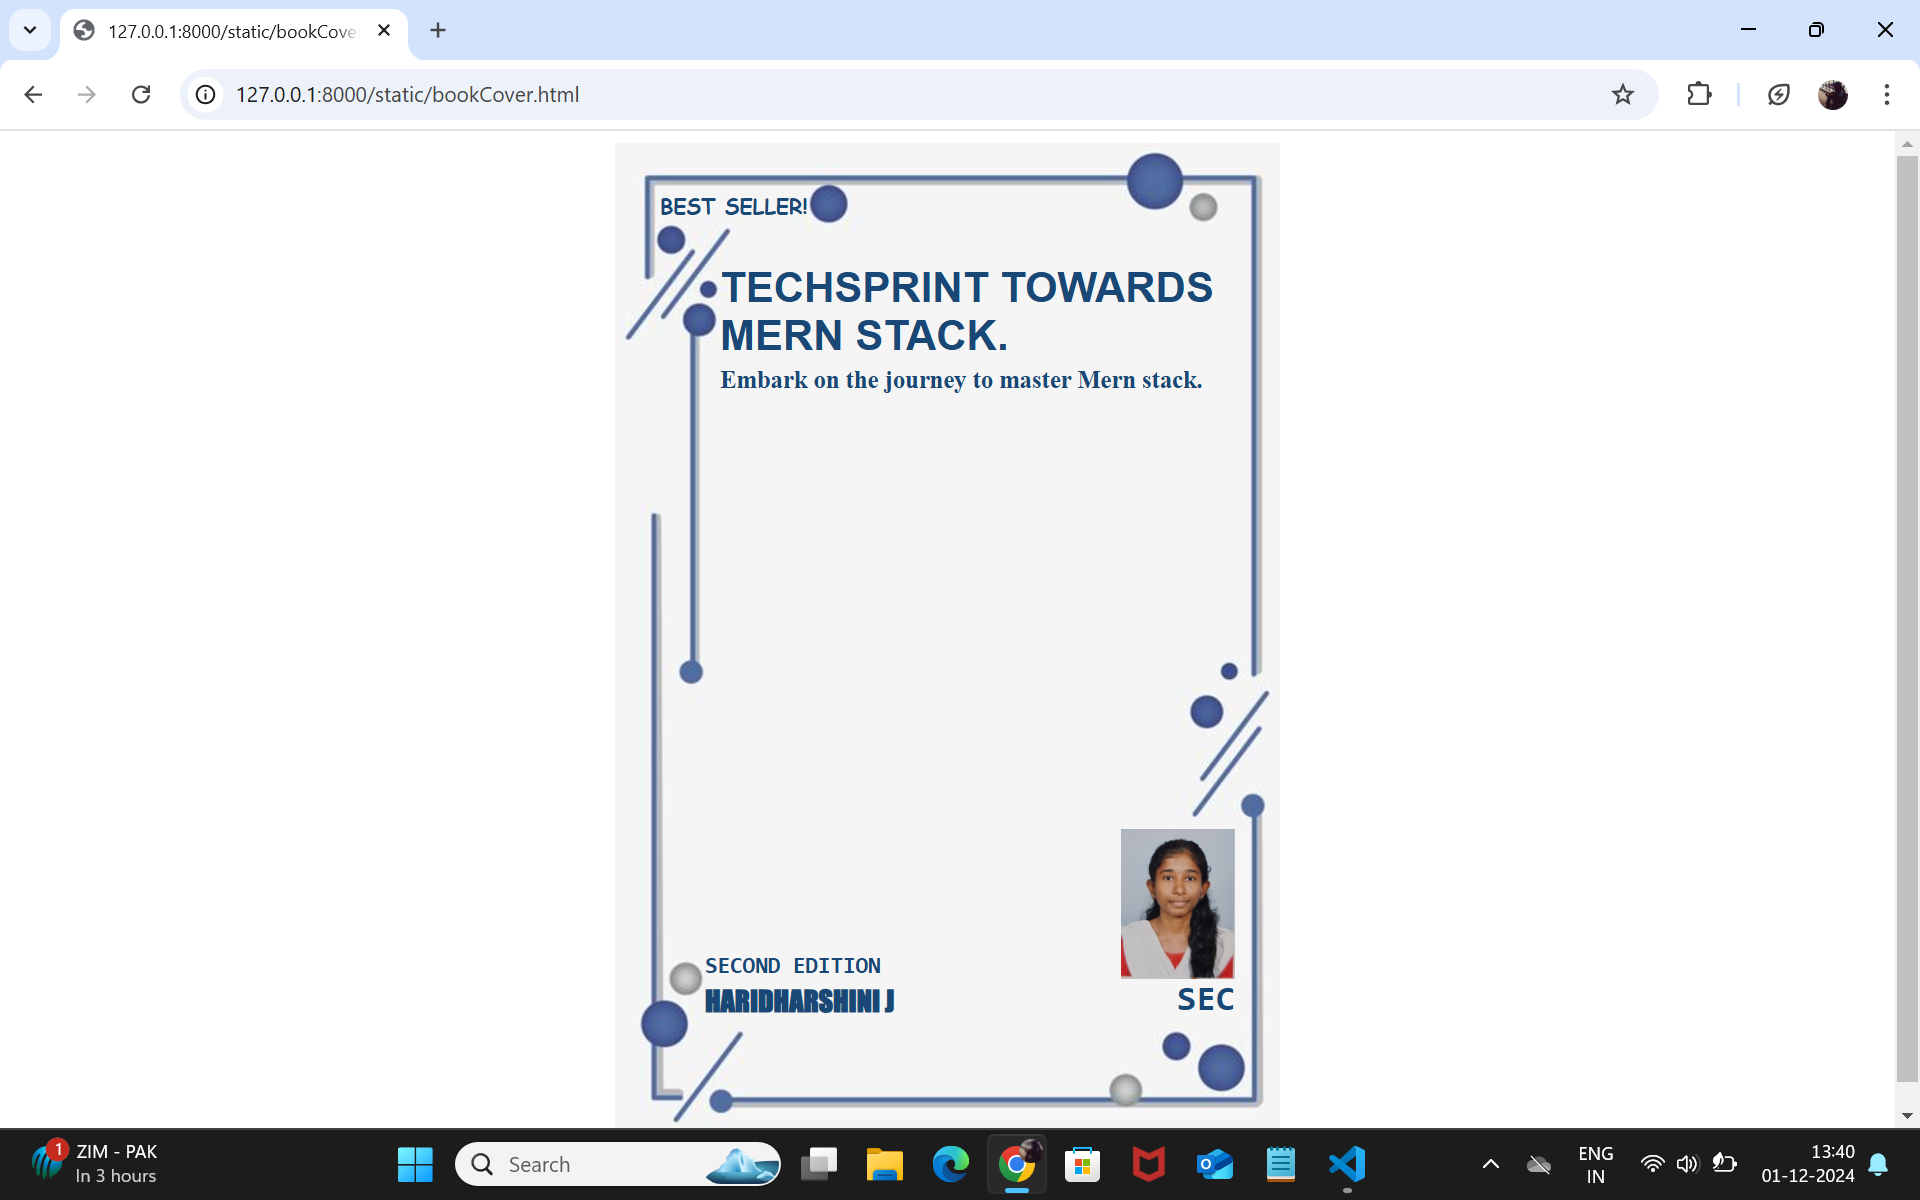 127.0.0.1:8000/static/bookCove
127.0.0.1:8000/static/bookCover.html
BEST SELLER!
TECHSPRINT TOWARDS
MERN STACK.
Embark on the journey to master Mern stack.
SECOND EDITION
HARIDHARSHINI J
SEC
1
ZIM - PAK
In 3 hours
Search
ENG
IN
13:40
01-12-2024